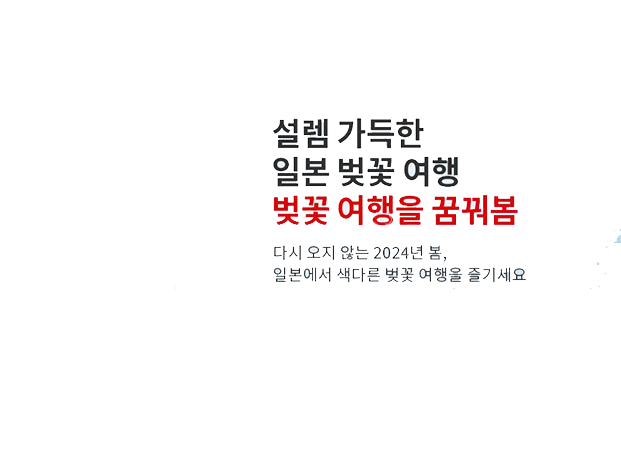 설렘 가득한
일본 벚꽃 여행
벚꽃 여행을 꿈꿔봄
다시 오지 않는 2024년 봄,
일본에서 색다른 벚꽃 여행을 즐기세요